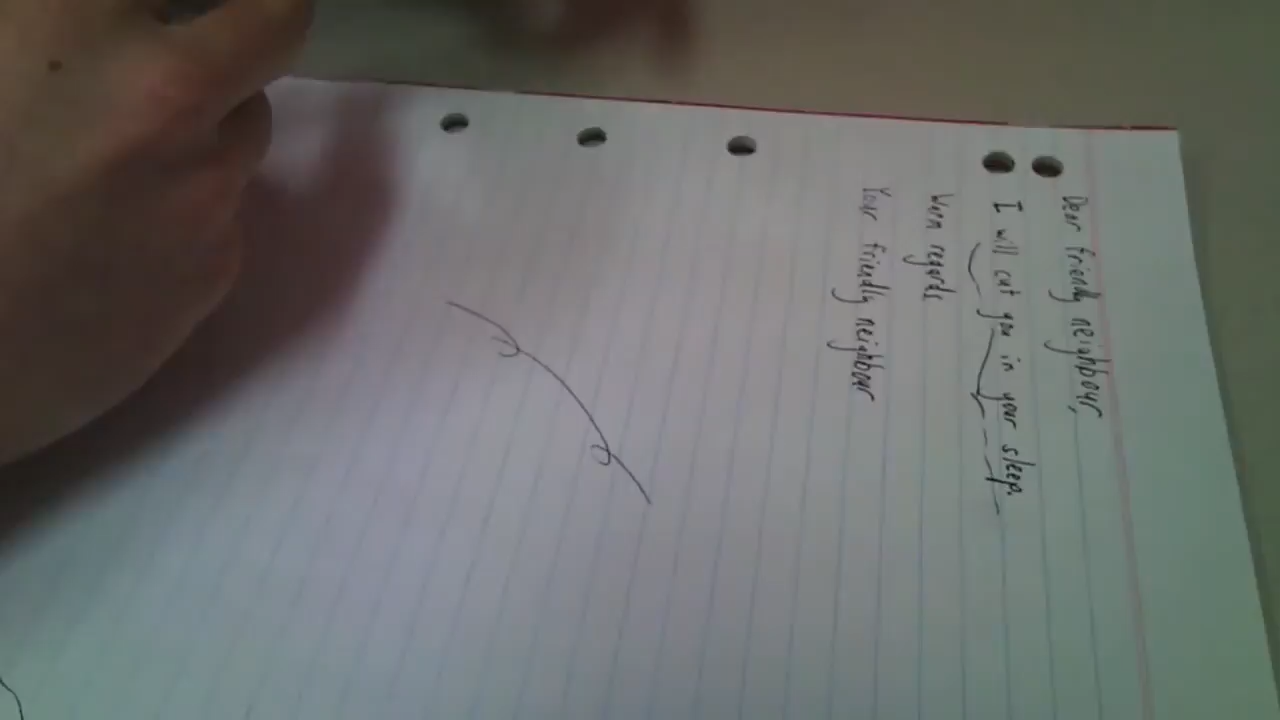 Dear friendly neighbour,
I will cut you in your sleep.
Warm regards
Your friendly neighbour